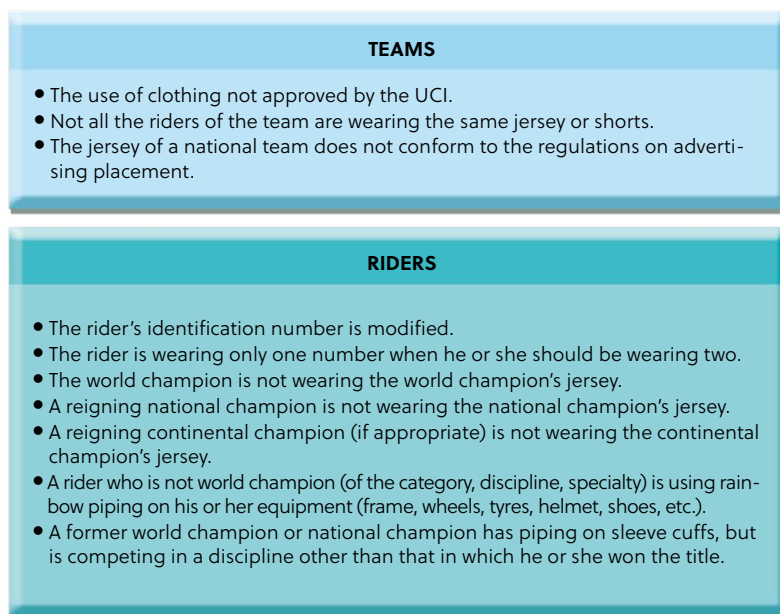 TEAMS
• The use of clothing not approved by the UCI.
• Not all the riders of the team are wearing the same jersey or shorts.
• The jersey of a national team does not conform to the regulations on adverti-
sing placement.
RIDERS
• The rider’s identification number is modified.
• The rider is wearing only one number when he or she should be wearing two.
• The world champion is not wearing the world champion’s jersey.
• A reigning national champion is not wearing the national champion’s jersey.
• A reigning continental champion (if appropriate) is not wearing the continental
champion’s jersey.
• A rider who is not world champion (of the category, discipline, specialty) is using rain-
bow piping on his or her equipment (frame, wheels, tyres, helmet, shoes, etc.).
• A former world champion or national champion has piping on sleeve cuffs, but
is competing in a discipline other than that in which he or she won the title.